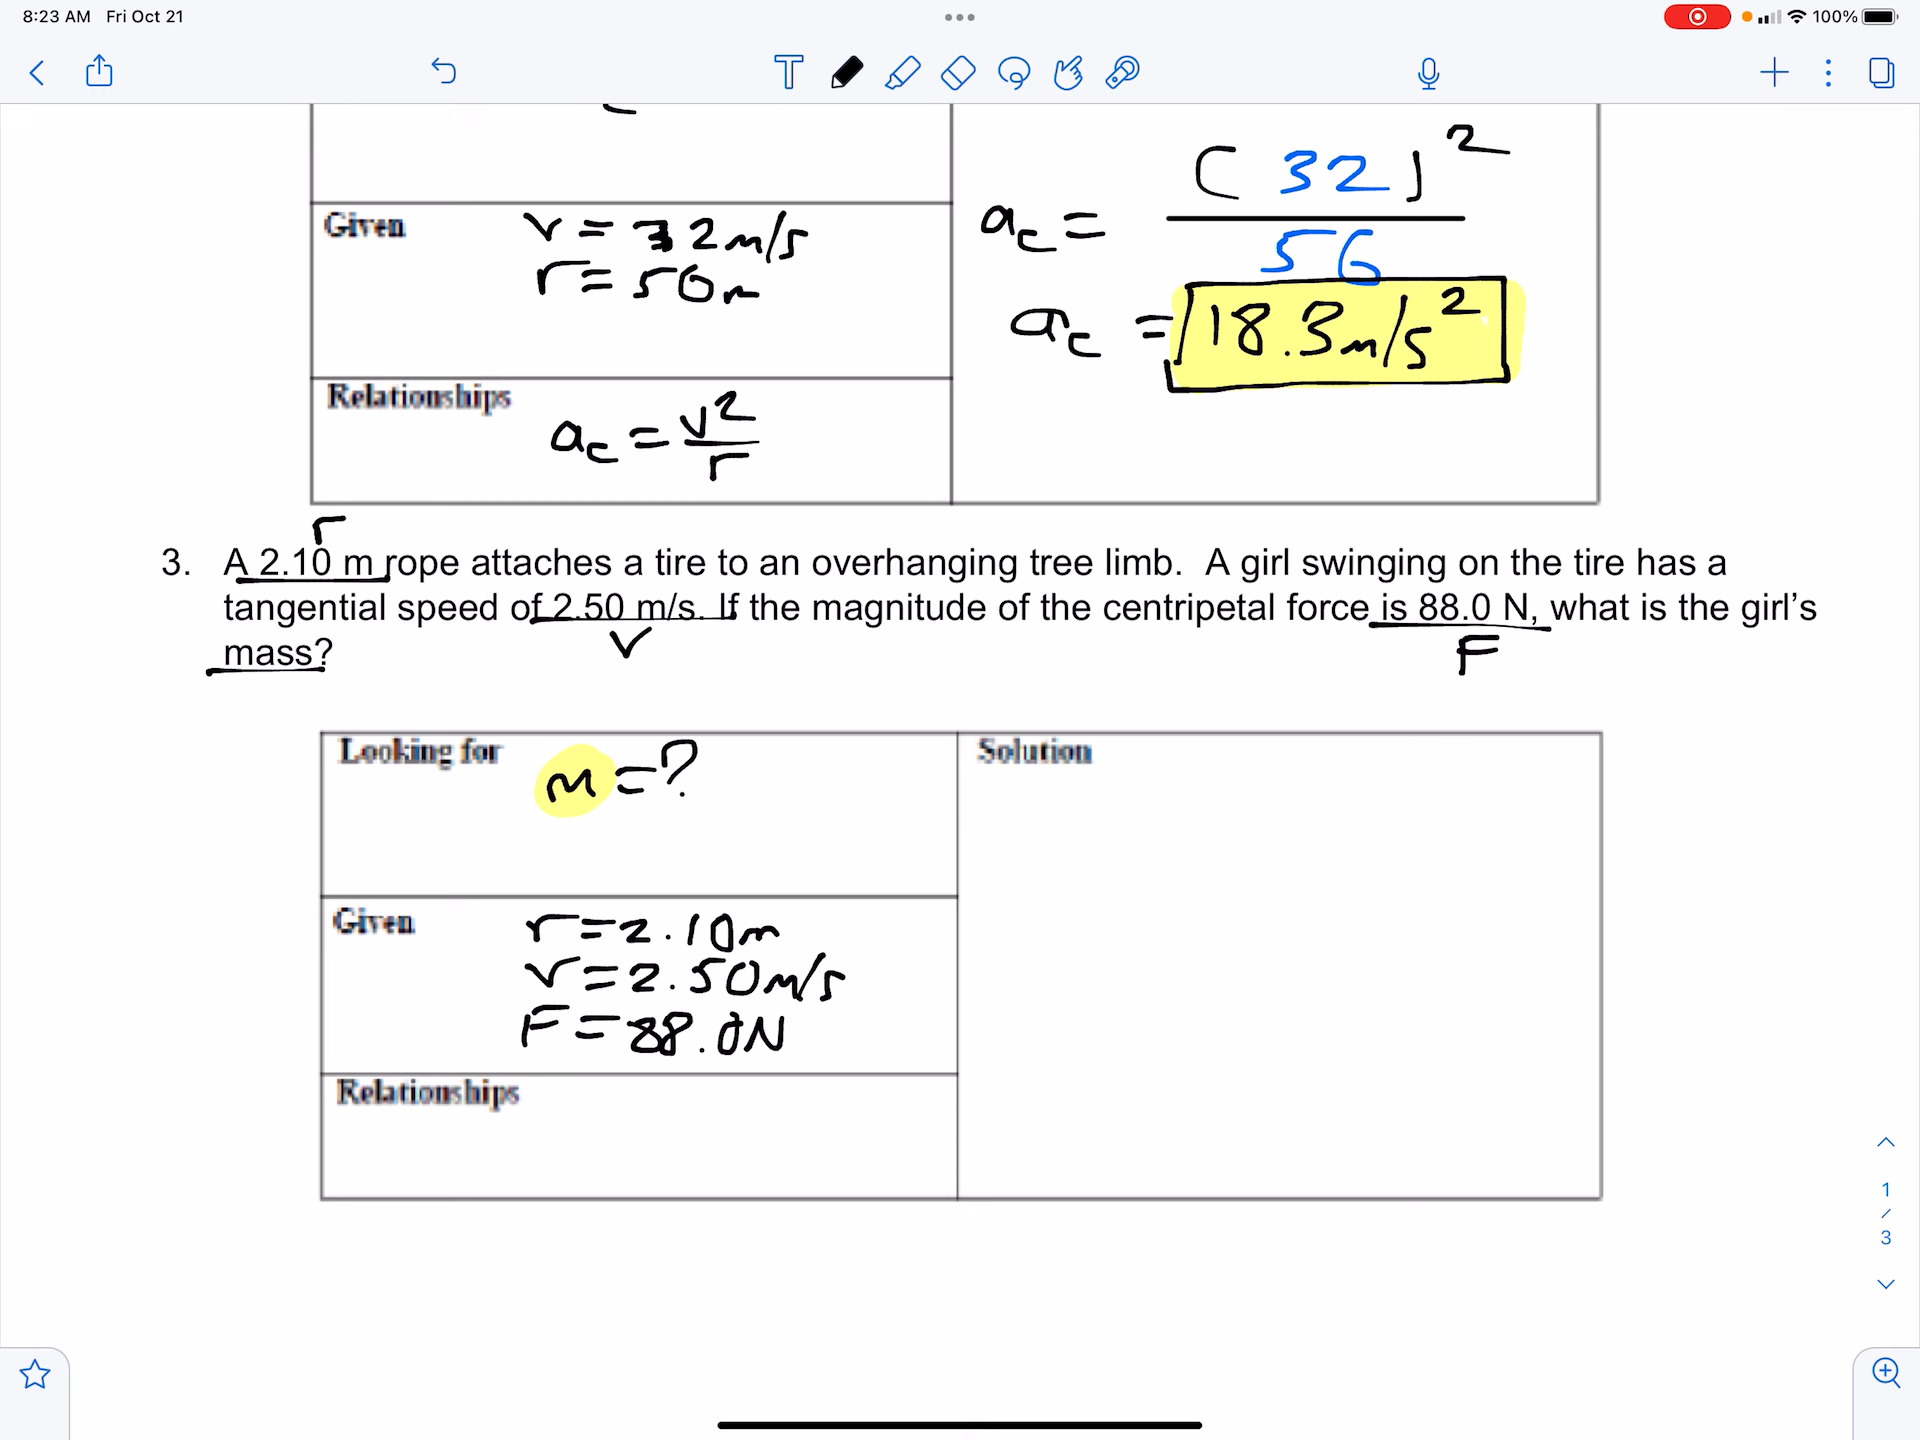 8:23 AM Fri Oct 21
100%
T
(32)²
a_c = ———
56
Given
v = 32 m/s
r = 56m
a_c = 18.3 m/s²
Relationships
a_c = v²/r
r
3. A 2.10 m rope attaches a tire to an overhanging tree limb. A girl swinging on the tire has a
tangential speed of 2.50 m/s. If the magnitude of the centripetal force is 88.0 N, what is the girl's
mass?
v
F
Looking for
m = ?
Solution
Given
r = 2.10m
v = 2.50 m/s
F = 88.0N
Relationships
1
/
3